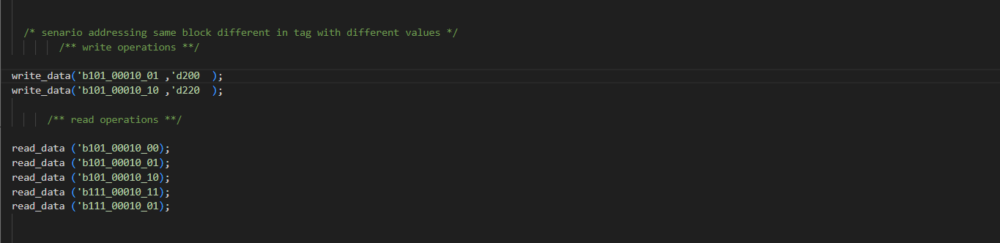 /* senario addressing same block different in tag with different values */
/** write operations **/
write_data('b101_00010_01 ,'d200  );
write_data('b101_00010_10 ,'d220  );
/** read operations **/
read_data ('b101_00010_00);
read_data ('b101_00010_01);
read_data ('b101_00010_10);
read_data ('b111_00010_11);
read_data ('b111_00010_01);